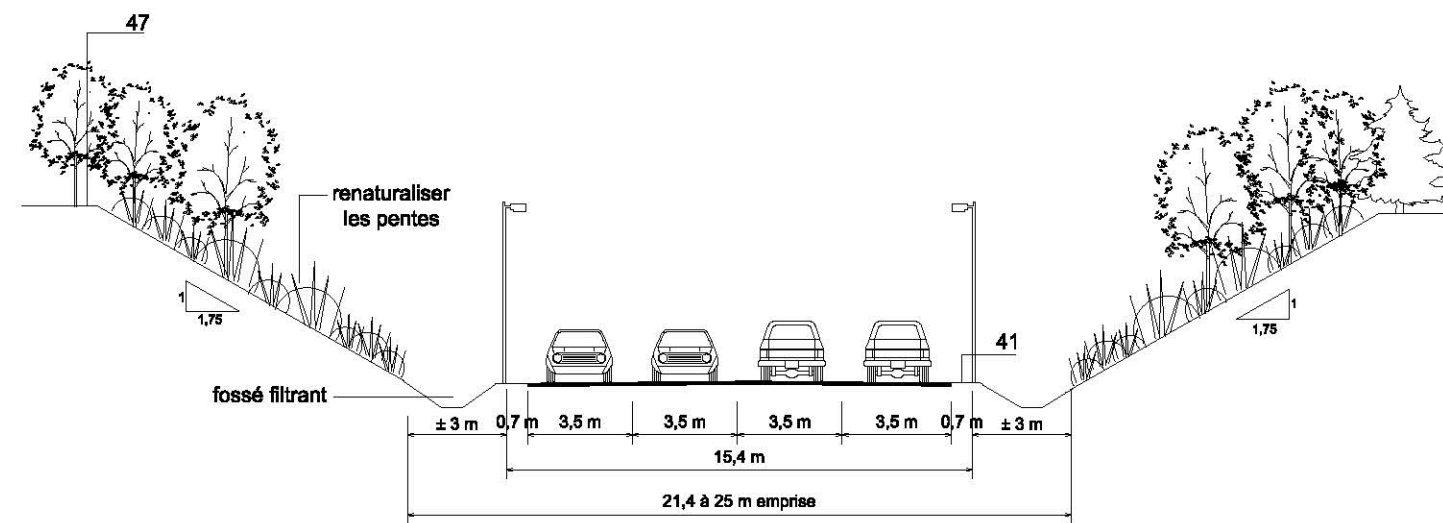 47
renaturaliser
les pentes
1
1,75
1
1,75
41
fossé filtrant
± 3 m 0,7 m 3,5 m 3,5 m 3,5 m 3,5 m 0,7 m ± 3 m
15,4 m
21,4 à 25 m emprise